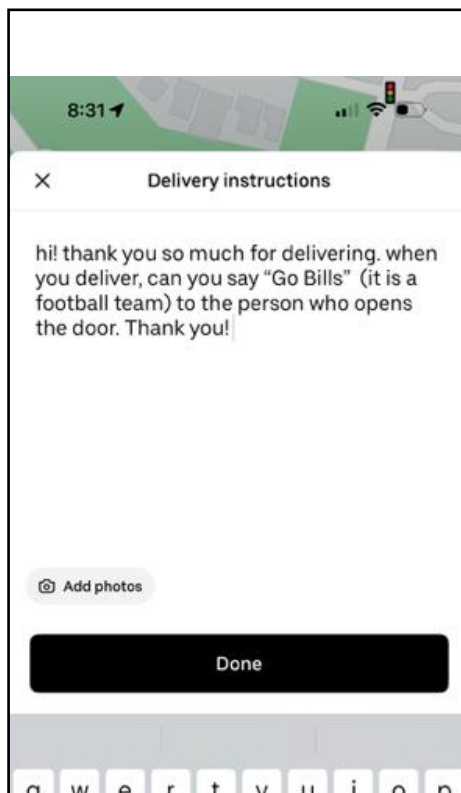 8:31
Delivery instructions
hi! thank you so much for delivering. when
you deliver, can you say “Go Bills”  (it is a
football team) to the person who opens
the door. Thank you!
Add photos
Done
q w e r t y u i o p